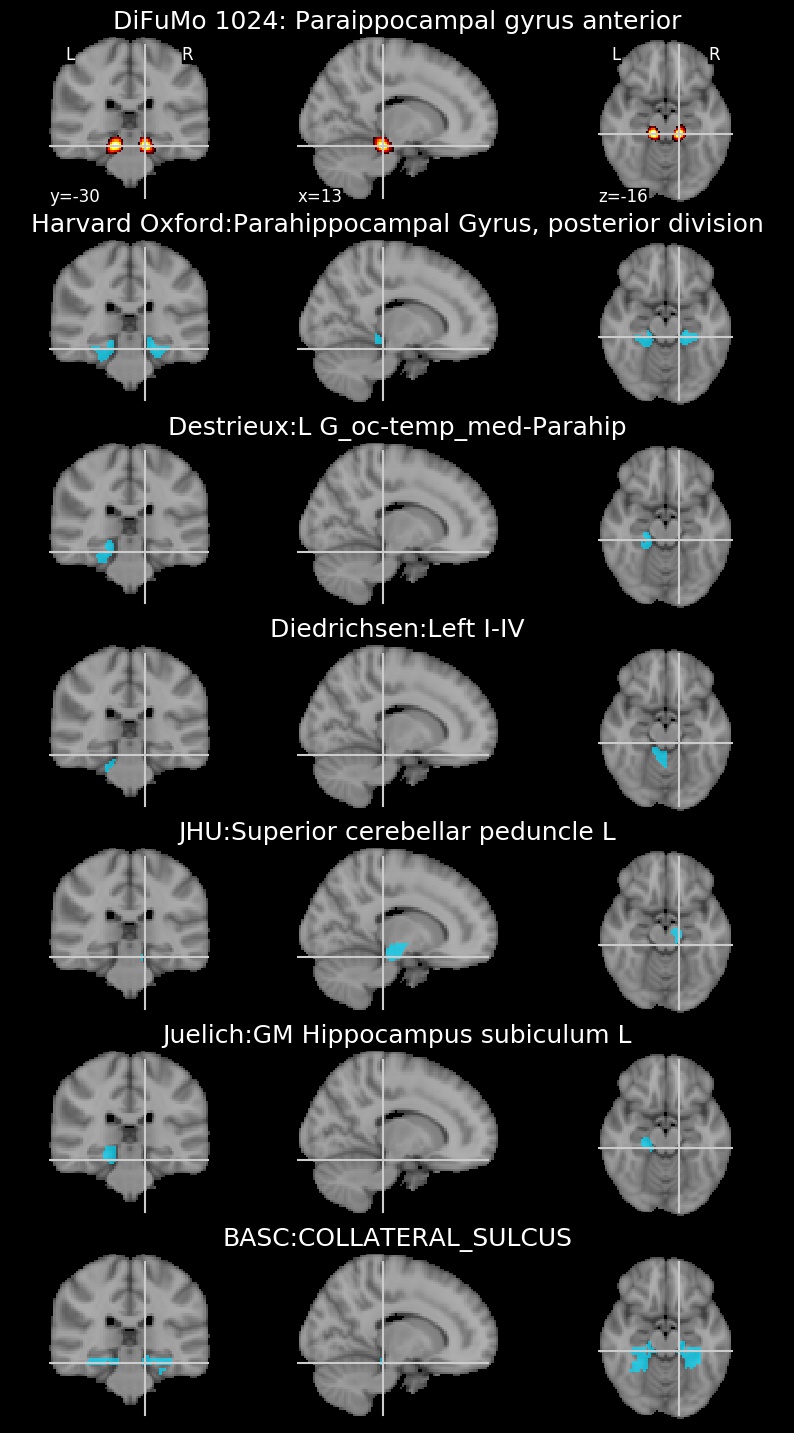 DiFuMo 1024: Paraippocampal gyrus anterior
L R L R
y=-30 x=13 z=-16
Harvard Oxford:Parahippocampal Gyrus, posterior division
Destrieux:L G_oc-temp_med-Parahip
Diedrichsen:Left I-IV
JHU:Superior cerebellar peduncle L
Juelich:GM Hippocampus subiculum L
BASC:COLLATERAL_SULCUS